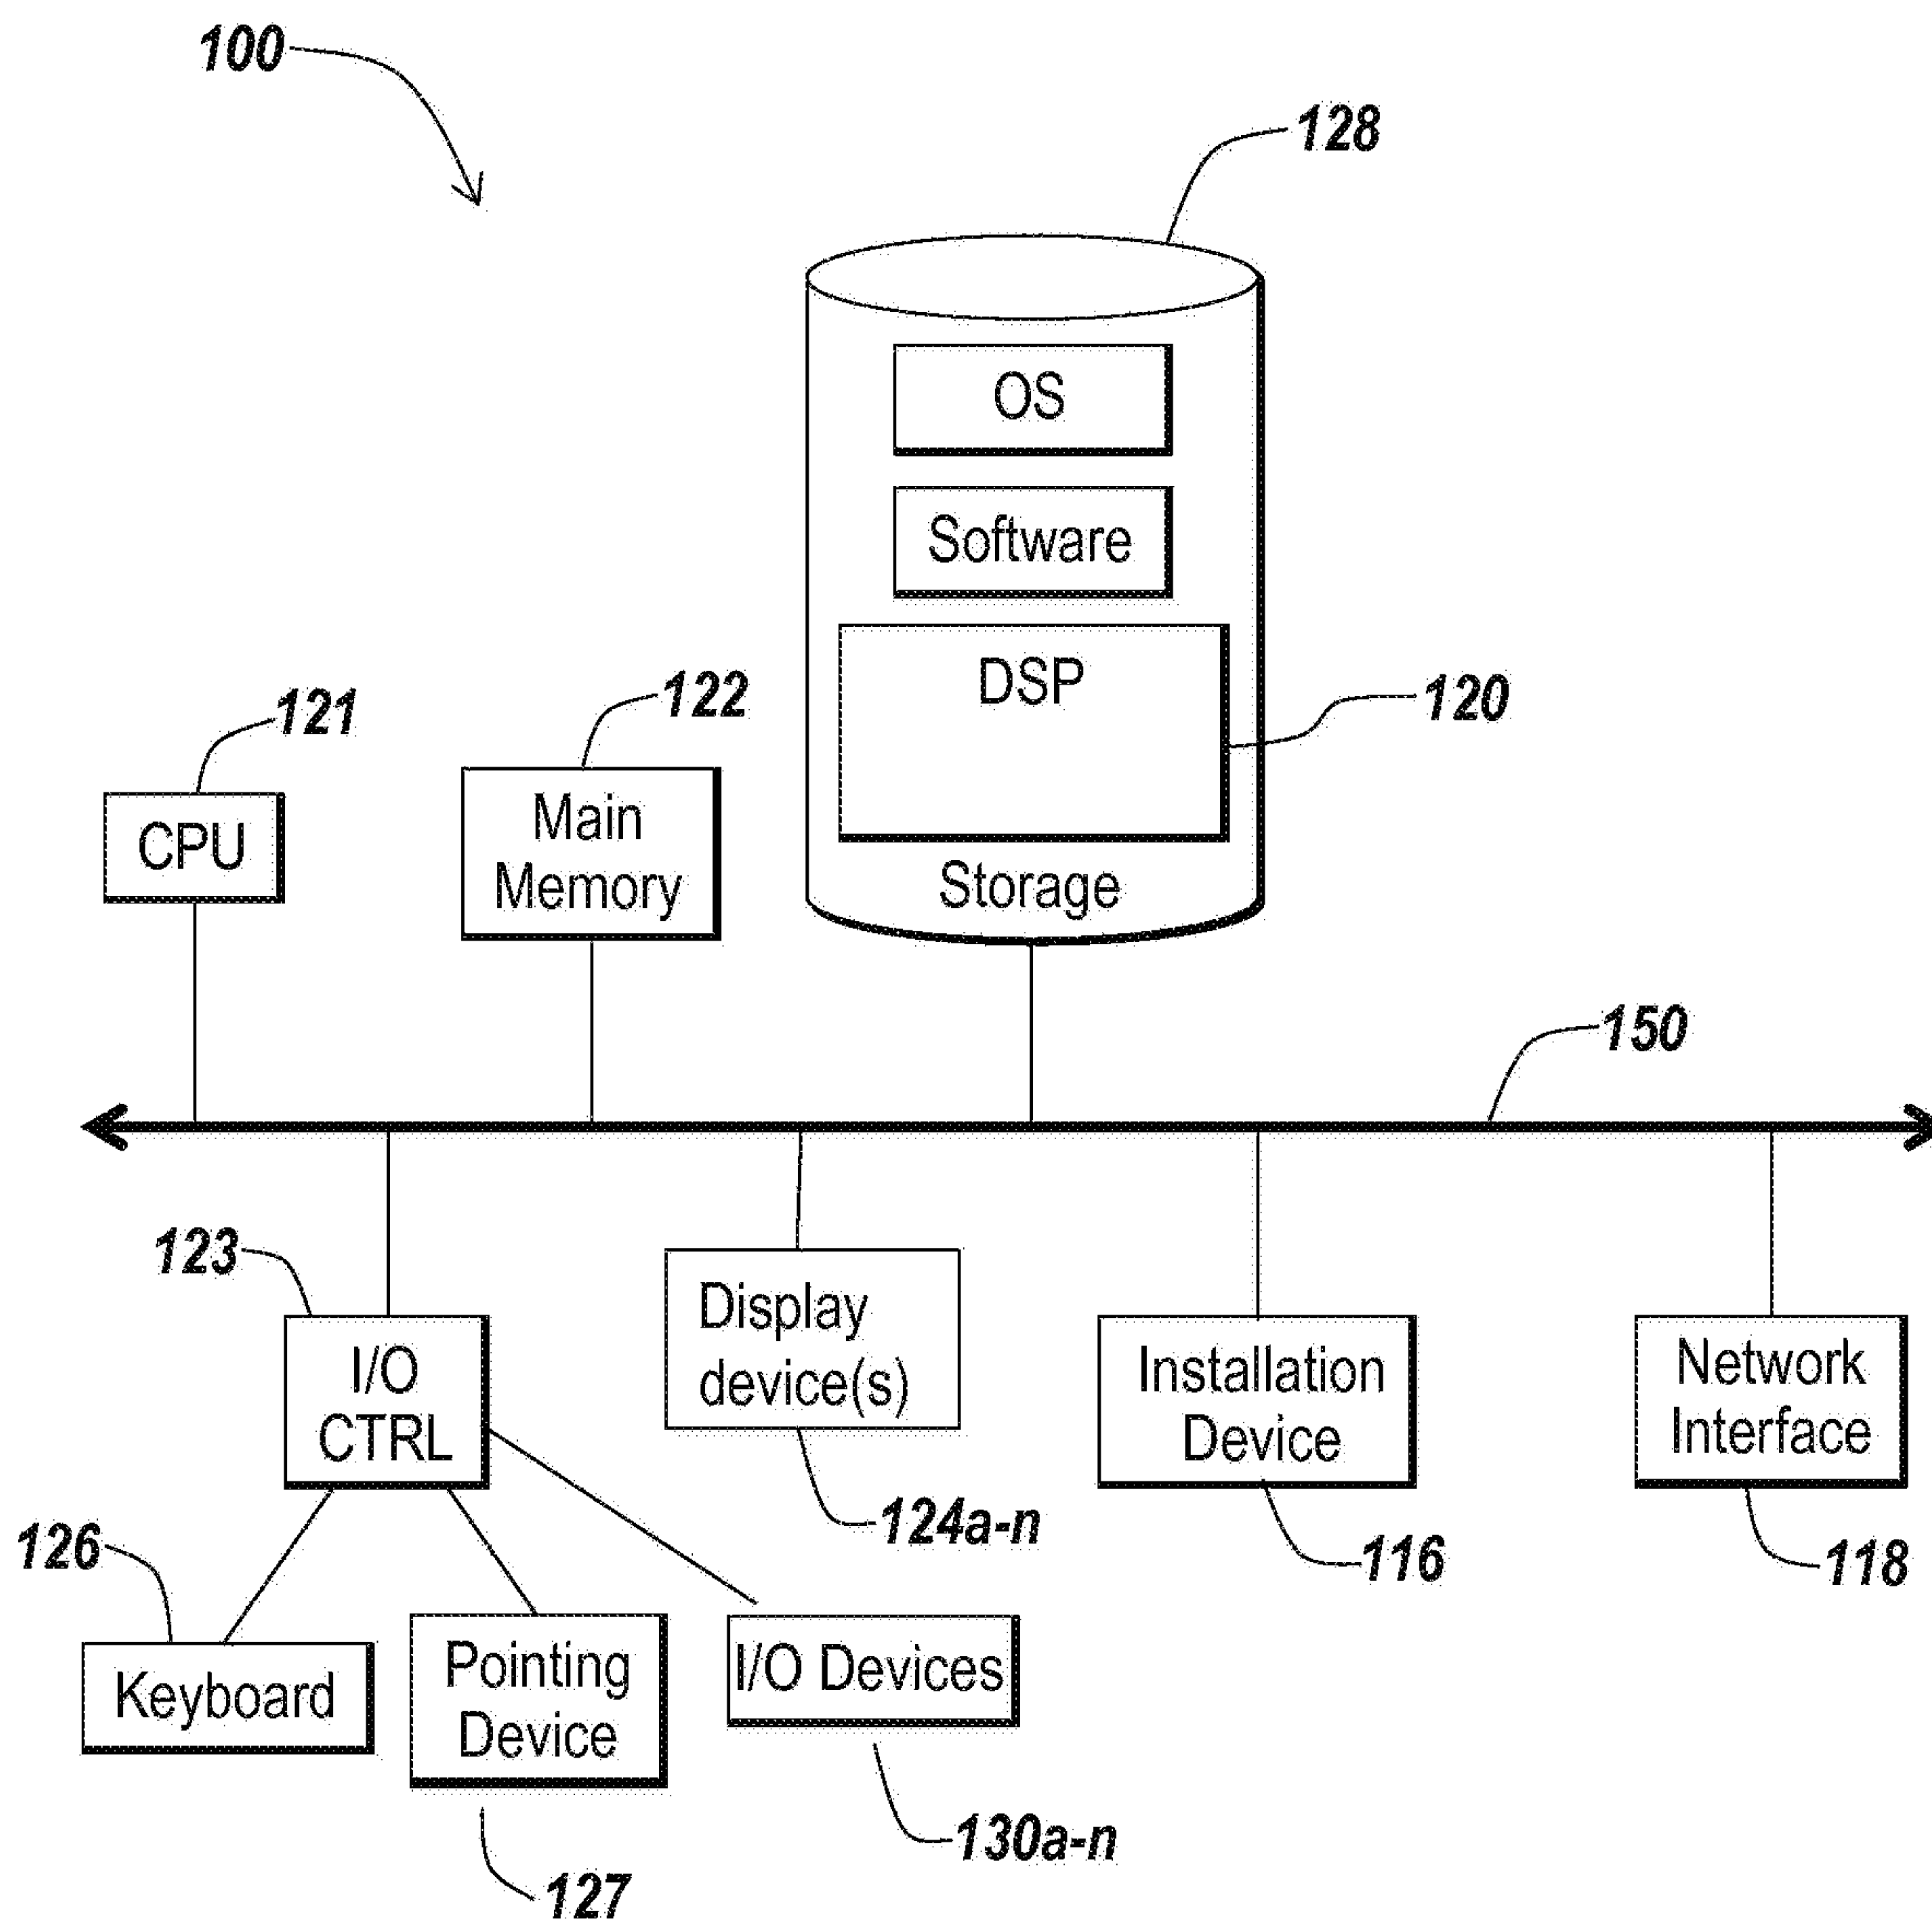 100
128
OS
Software
DSP
120
121
122
CPU
Main
Memory
Storage
150
123
Display
device(s)
I/O
CTRL
Installation
Device
Network
Interface
124a-n
116
118
126
Keyboard
Pointing
Device
I/O Devices
130a-n
127